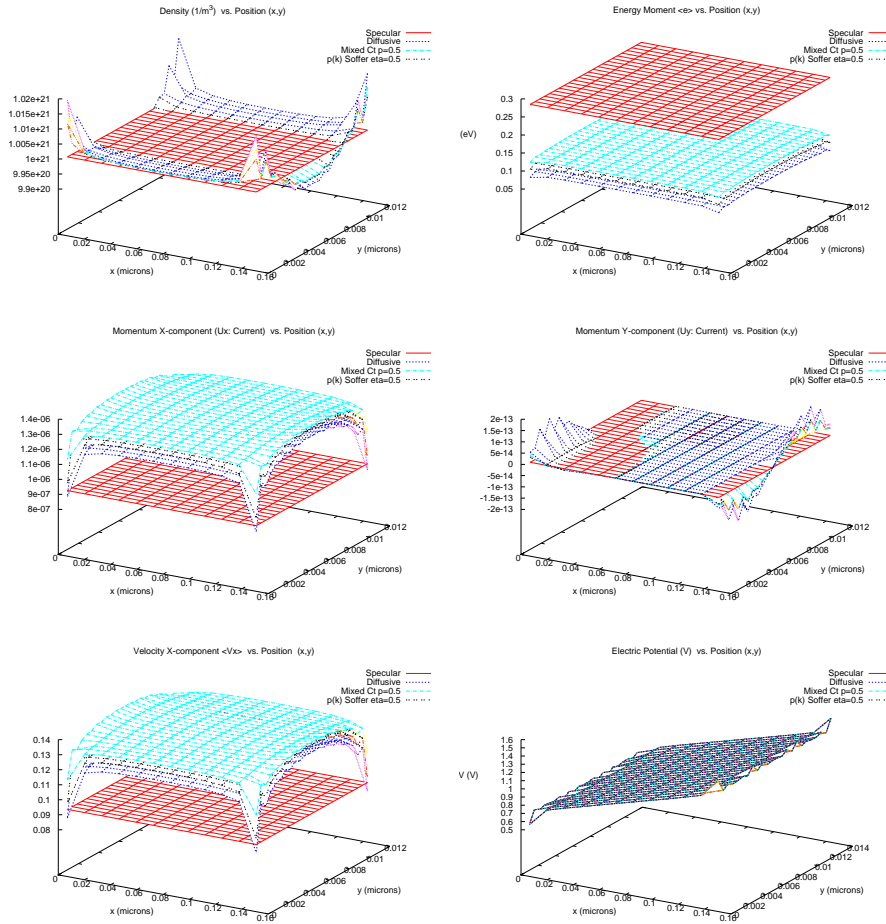 Density (1/m³) vs. Position (x,y)
Specular
Diffusive
Mixed Ct p=0.5
p(k) Soffer eta=0.5
1.02e+21
1.015e+21
1.01e+21
1.005e+21
1e+21
9.95e+20
9.9e+20
0
0.02
0.04
0.06
0.08
0.1
0.12
0.14
0.16
x (microns)
0
0.002
0.004
0.006
0.008
0.01
0.012
y (microns)
Energy Moment <e> vs. Position (x,y)
Specular
Diffusive
Mixed Ct p=0.5
p(k) Soffer eta=0.5
(eV)
0.3
0.25
0.2
0.15
0.1
0.05
0
0.02
0.04
0.06
0.08
0.1
0.12
0.14
0.16
x (microns)
0
0.002
0.004
0.006
0.008
0.01
0.012
y (microns)
Momentum X-component (Ux: Current) vs. Position (x,y)
Specular
Diffusive
Mixed Ct p=0.5
p(k) Soffer eta=0.5
1.4e-06
1.3e-06
1.2e-06
1.1e-06
1e-06
9e-07
8e-07
0
0.02
0.04
0.06
0.08
0.1
0.12
0.14
0.16
x (microns)
0
0.002
0.004
0.006
0.008
0.01
0.012
y (microns)
Momentum Y-component (Uy: Current) vs. Position (x,y)
Specular
Diffusive
Mixed Ct p=0.5
p(k) Soffer eta=0.5
2e-13
1.5e-13
1e-13
5e-14
0
-5e-14
-1e-13
-1.5e-13
-2e-13
0
0.02
0.04
0.06
0.08
0.1
0.12
0.14
0.16
x (microns)
0
0.002
0.004
0.006
0.008
0.01
0.012
y (microns)
Velocity X-component <Vx> vs. Position (x,y)
Specular
Diffusive
Mixed Ct p=0.5
p(k) Soffer eta=0.5
0.14
0.13
0.12
0.11
0.1
0.09
0.08
0
0.02
0.04
0.06
0.08
0.1
0.12
0.14
0.16
x (microns)
0
0.002
0.004
0.006
0.008
0.01
0.012
y (microns)
Electric Potential (V) vs. Position (x,y)
Specular
Diffusive
Mixed Ct p=0.5
p(k) Soffer eta=0.5
V (V)
1.6
1.5
1.4
1.3
1.2
1.1
1
0.9
0.8
0.7
0.6
0.5
0
0.02
0.04
0.06
0.08
0.1
0.12
0.14
0.16
x (microns)
0
0.002
0.004
0.006
0.008
0.01
0.012
0.014
y (microns)